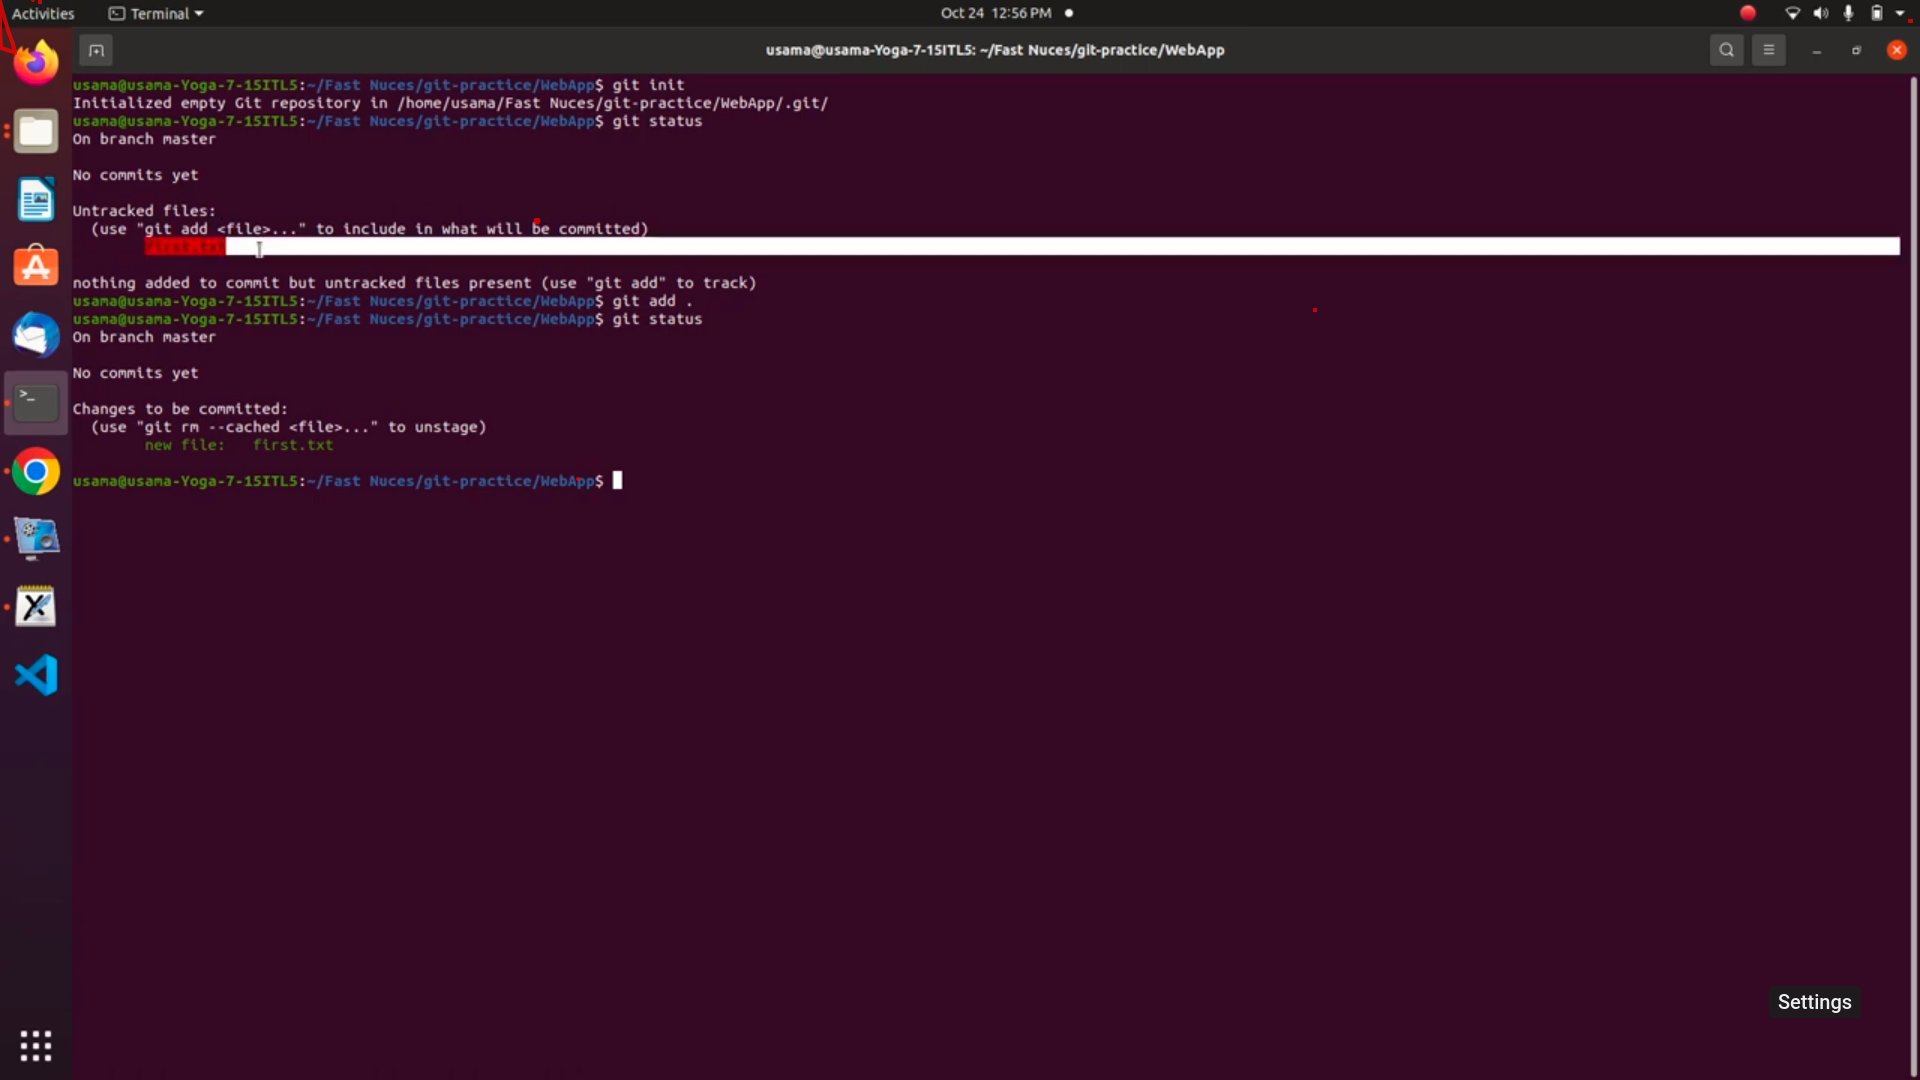 Activities
Terminal
Oct 24 12:56 PM
usama@usama-Yoga-7-15ITL5: ~/Fast Nuces/git-practice/WebApp
usama@usama-Yoga-7-15ITL5:~/Fast Nuces/git-practice/WebApp$ git init
Initialized empty Git repository in /home/usama/Fast Nuces/git-practice/WebApp/.git/
usama@usama-Yoga-7-15ITL5:~/Fast Nuces/git-practice/WebApp$ git status
On branch master
No commits yet
Untracked files:
(use "git add <file>..." to include in what will be committed)
first.txt
nothing added to commit but untracked files present (use "git add" to track)
usama@usama-Yoga-7-15ITL5:~/Fast Nuces/git-practice/WebApp$ git add .
usama@usama-Yoga-7-15ITL5:~/Fast Nuces/git-practice/WebApp$ git status
On branch master
No commits yet
Changes to be committed:
(use "git rm --cached <file>..." to unstage)
new file:   first.txt
usama@usama-Yoga-7-15ITL5:~/Fast Nuces/git-practice/WebApp$
Settings